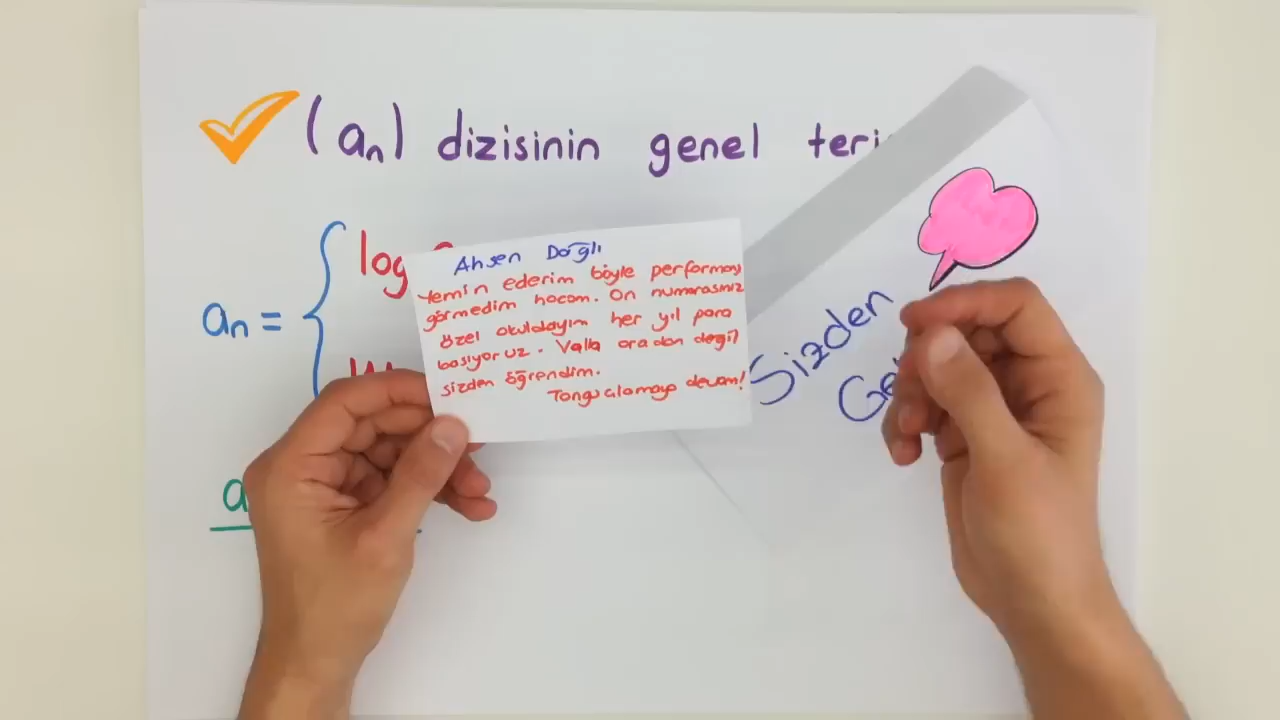 (an) dizisinin genel teri
an =
log
Ahsen Dağlı
Yemin ederim böyle performans
görmedim hocam. On numarasınız
özel okuldayım her yıl para
basıyoruz. Valla oradan değil
sizden öğrendim.
Tonguçlamaya devam!
Sizden
Ge
a